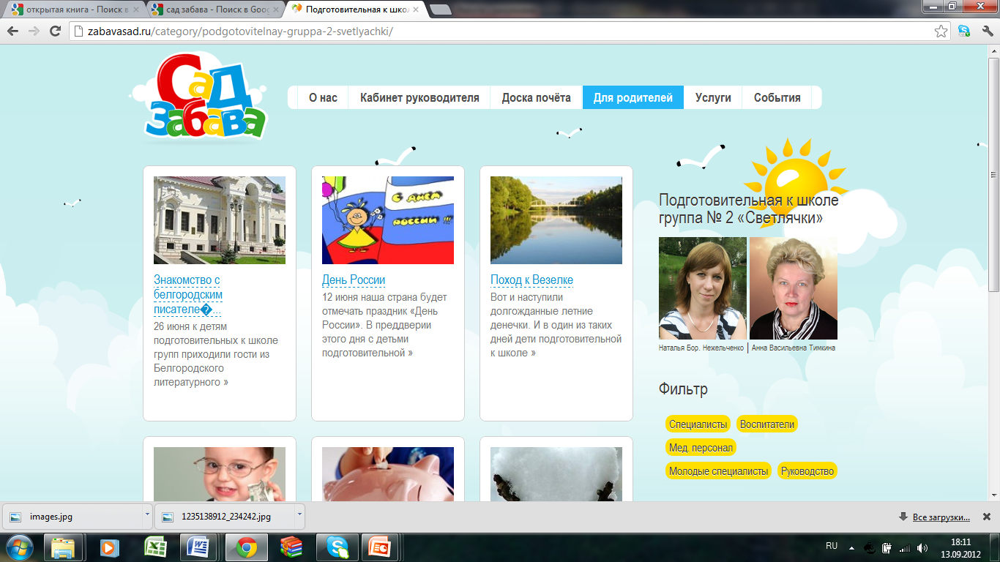 открытая книга - Поиск в
сад забава - Поиск в Goog
Подготовительная к шко
zabavasad.ru/category/podgotovitelnay-gruppa-2-svetlyachki/
Сад
Забава
О нас
Кабинет руководителя
Доска почёта
Для родителей
Услуги
События
Знакомство с
белгородским
писателе�...
26 июня к детям
подготовительных к школе
групп приходили гости из
Белгородского
литературного »
С ДНЕМ
РОССИИ !!!
День России
12 июня наша страна будет
отмечать праздник «День
России». В преддверии
этого дня с детьми
подготовительной »
Поход к Везелке
Вот и наступили
долгожданные летние
денечки. И в один из таких
дней дети подготовительной
к школе »
Подготовительная к школе
группа № 2 «Светлячки»
Наталья Бор. Нежельченко | Анна Васильевна Тимкина
Фильтр
Специалисты
Воспитатели
Мед. персонал
Молодые специалисты
Руководство
images.jpg
1235138912_234242.jpg
Все загрузки...
RU
18:11
13.09.2012